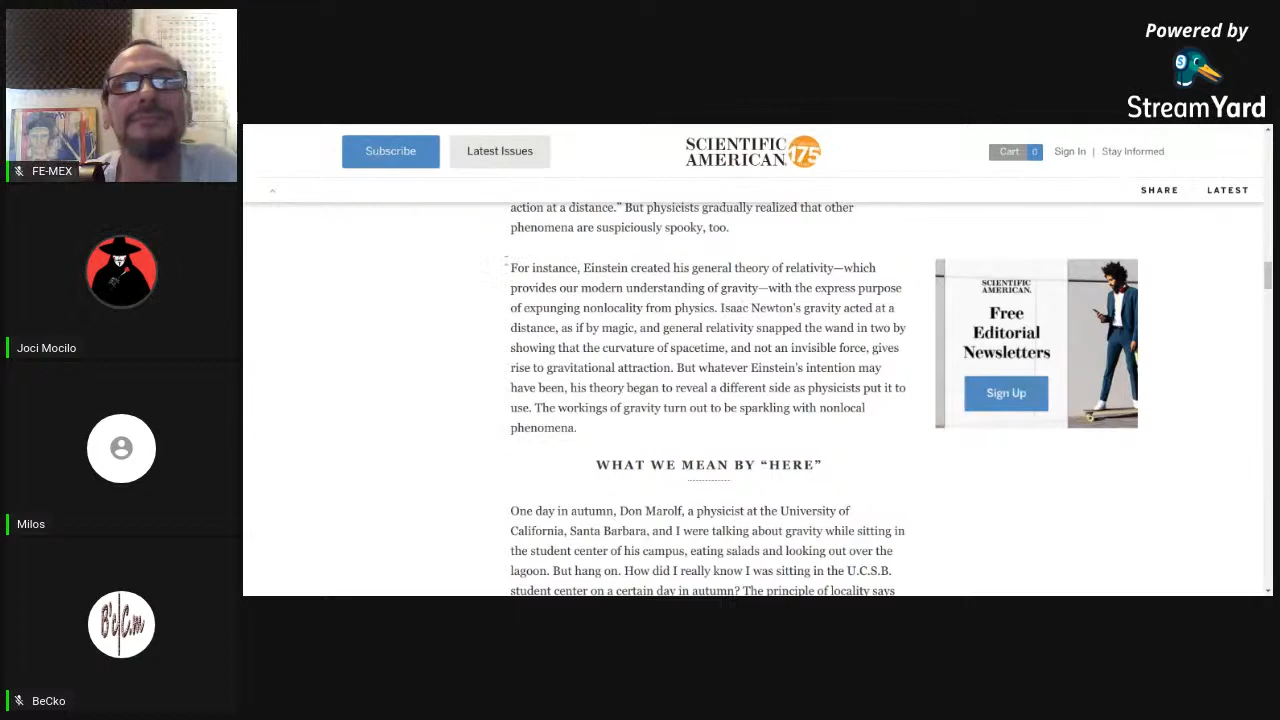 Powered by
StreamYard
FE-MEX
Joci Mocilo
Milos
B'e C.m
BeCko
Subscribe
Latest Issues
SCIENTIFIC
AMERICAN 175
Cart 0
Sign In | Stay Informed
SHARE LATEST
action at a distance.” But physicists gradually realized that other
phenomena are suspiciously spooky, too.
For instance, Einstein created his general theory of relativity—which
provides our modern understanding of gravity—with the express purpose
of expunging nonlocality from physics. Isaac Newton's gravity acted at a
distance, as if by magic, and general relativity snapped the wand in two by
showing that the curvature of spacetime, and not an invisible force, gives
rise to gravitational attraction. But whatever Einstein's intention may
have been, his theory began to reveal a different side as physicists put it to
use. The workings of gravity turn out to be sparkling with nonlocal
phenomena.
WHAT WE MEAN BY “HERE”
One day in autumn, Don Marolf, a physicist at the University of
California, Santa Barbara, and I were talking about gravity while sitting in
the student center of his campus, eating salads and looking out over the
lagoon. But hang on. How did I really know I was sitting in the U.C.S.B.
student center on a certain day in autumn? The principle of locality says
SCIENTIFIC
AMERICAN.
Free
Editorial
Newsletters
Sign Up